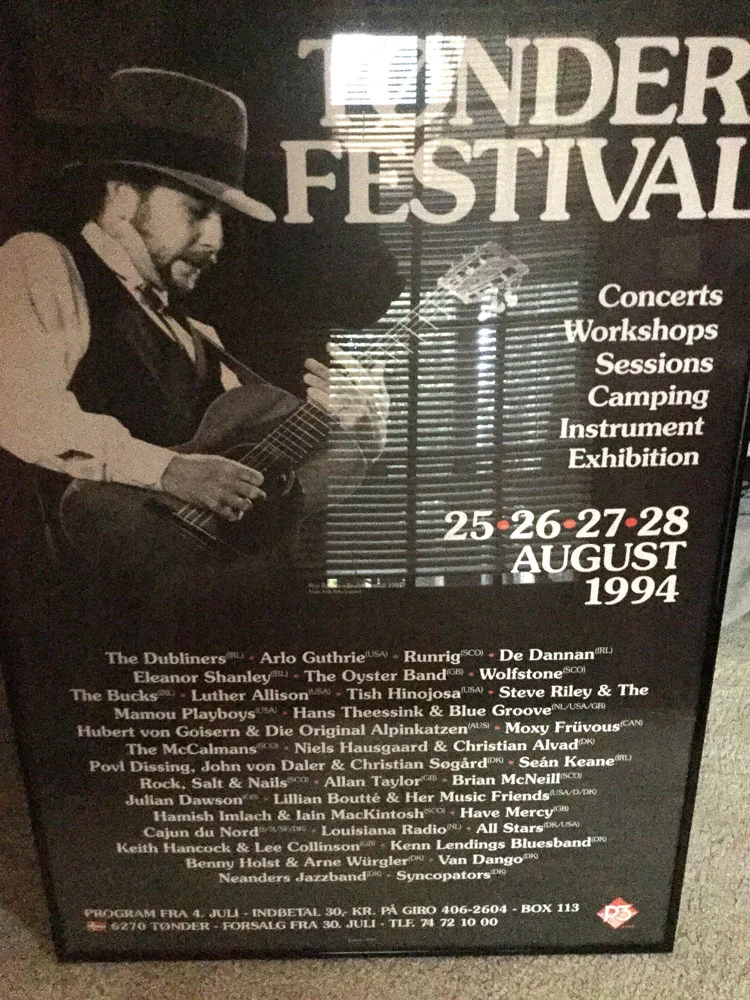 TØNDER
FESTIVAL
Concerts
Workshops
Sessions
Camping
Instrument
Exhibition
25•26•27•28
AUGUST
1994
The Dubliners(IRL) • Arlo Guthrie(USA) • Runrig(SCO) • De Dannan(IRL)
Eleanor Shanley(IRL) • The Oyster Band(GB) • Wolfstone(SCO)
The Bucks(IRL) • Luther Allison(USA) • Tish Hinojosa(USA) • Steve Riley & The
Mamou Playboys(USA) • Hans Theessink & Blue Groove(NL/USA/GB)
Hubert von Goisern & Die Original Alpinkatzen(AUS) • Moxy Früvous(CAN)
The McCalmans(SCO) • Niels Hausgaard & Christian Alvad(DK)
Povl Dissing, John von Daler & Christian Søgård(DK) • Seán Keane(IRL)
Rock, Salt & Nails(SCO) • Allan Taylor(GB) • Brian McNeill(SCO)
Julian Dawson(GB) • Lillian Boutté & Her Music Friends(USA/D/DK)
Hamish Imlach & Iain MacKintosh(SCO) • Have Mercy(GB)
Cajun du Nord(S/N/SF/DK) • Louisiana Radio(NL) • All Stars(DK/USA)
Keith Hancock & Lee Collinson(GB) • Kenn Lendings Bluesband(DK)
Benny Holst & Arne Würgler(DK) • Van Dango(DK)
Neanders Jazzband(DK) • Syncopators(DK)
PROGRAM FRA 4. JULI - INDBETAL 30,- KR. PÅ GIRO 406-2604 - BOX 113
6270 TØNDER - FORSALG FRA 30. JULI - TLF. 74 72 10 00
P3